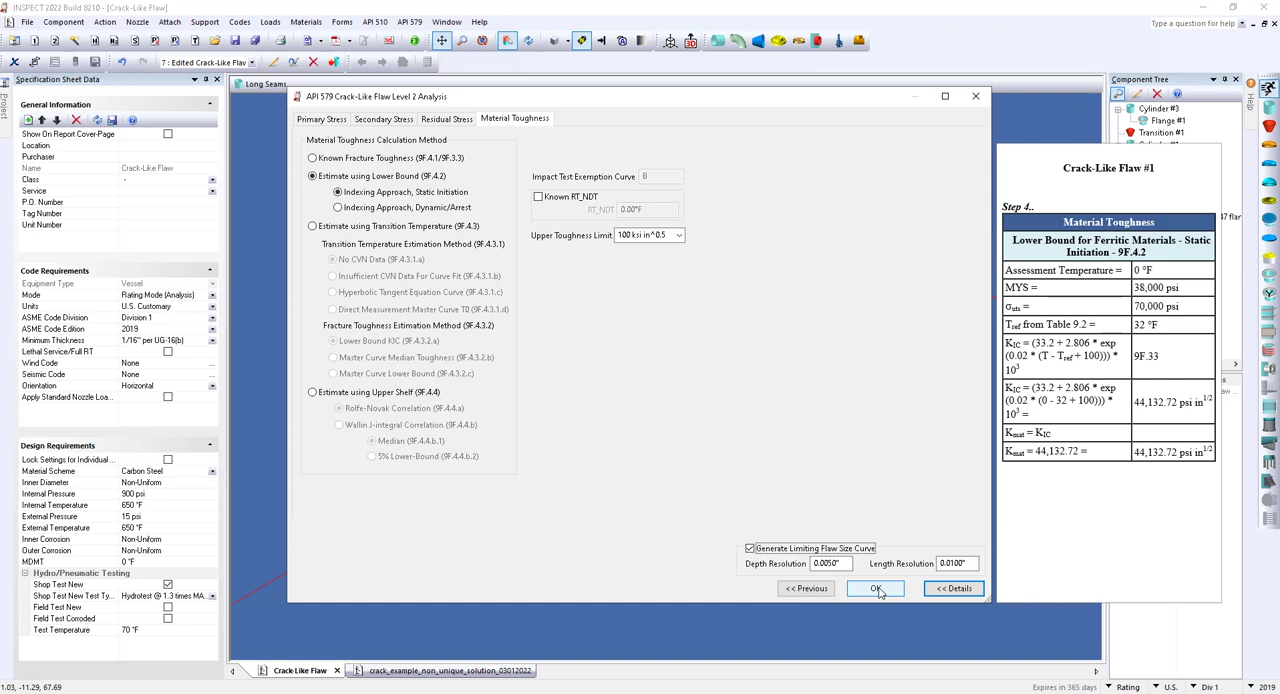 INSPECT 2022 Build 8210 - [Crack-Like Flaw]
File Component Action Nozzle Attach Support Codes Loads Materials Forms API 510 API 579 Window Help
Type a question for help
7 : Edited Crack-Flaw
Specification Sheet Data
Project
General Information
Show On Report Cover-Page
Location
Purchaser
Name Crack-Like Flaw
Class -
Service
P.O. Number
Tag Number
Unit Number
Code Requirements
Equipment Type Vessel
Mode Rating Mode (Analysis)
Units U.S. Customary
ASME Code Division Division 1
ASME Code Edition 2019
Minimum Thickness 1/16" per UG-16(b)
Lethal Service/Full RT
Wind Code None ...
Seismic Code None ...
Orientation Horizontal
Apply Standard Nozzle Loa...
Design Requirements
Lock Settings for Individual ...
Material Scheme Carbon Steel
Inner Diameter Non-Uniform
Internal Pressure 900 psi
Internal Temperature 650 °F
External Pressure 15 psi
External Temperature 650 °F
Inner Corrosion Non-Uniform
Outer Corrosion Non-Uniform
MDMT 0 °F
Hydro/Pneumatic Testing
Shop Test New
Shop Test New Test Ty... Hydrotest @ 1.3 times MA...
Field Test New
Field Test Corroded
Test Temperature 70 °F
Long Seams
API 579 Crack-Like Flaw Level 2 Analysis
Primary Stress Secondary Stress Residual Stress Material Toughness
Material Toughness Calculation Method
Known Fracture Toughness (9F.4.1/9F.3.3)
Estimate using Lower Bound (9F.4.2)
Indexing Approach, Static Initiation
Indexing Approach, Dynamic/Arrest
Estimate using Transition Temperature (9F.4.3)
Transition Temperature Estimation Method (9F.4.3.1)
No CVN Data (9F.4.3.1.a)
Insufficient CVN Data For Curve Fit (9F.4.3.1.b)
Hyperbolic Tangent Equation Curve (9F.4.3.1.c)
Direct Measurement Master Curve T0 (9F.4.3.1.d)
Fracture Toughness Estimation Method (9F.4.3.2)
Lower Bound KIC (9F.4.3.2.a)
Master Curve Median Toughness (9F.4.3.2.b)
Master Curve Lower Bound (9F.4.3.2.c)
Estimate using Upper Shelf (9F.4.4)
Rolfe-Novak Correlation (9F.4.4.a)
Wallin J-integral Correlation (9F.4.4.b)
Median (9F.4.4.b.1)
5% Lower-Bound (9F.4.4.b.2)
Impact Test Exemption Curve B
Known RT_NDT
RT_NDT 0.00°F
Upper Toughness Limit 100 ksi in^0.5
Generate Limiting Flaw Size Curve
Depth Resolution 0.0050" Length Resolution 0.0100"
<< Previous OK << Details
Component Tree
Help
Cylinder #3
Flange #1
Transition #1
47 flan
Crack-Like Flaw #1
Step 4..
Material Toughness
Lower Bound for Ferritic Materials - Static
Initiation - 9F.4.2
Assessment Temperature = 0 °F
MYS = 38,000 psi
σuts = 70,000 psi
Tref from Table 9.2 = 32 °F
KIC = (33.2 + 2.806 * exp
(0.02 * (T - Tref + 100))) * 9F.33
10³
KIC = (33.2 + 2.806 * exp
(0.02 * (0 - 32 + 100))) * 44,132.72 psi in1/2
10³ =
Kmat = KIC
Kmat = 44,132.72 = 44,132.72 psi in1/2
Crack-Like Flaw crack_example_non_unique_solution_03012022
1.03, -11.29, 67.69
Expires in 365 days Rating U.S. Div 1 2019